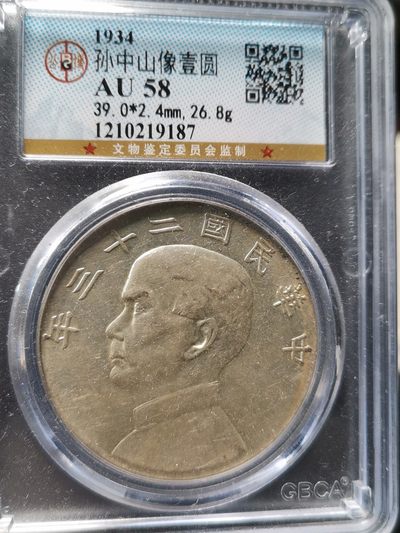 1934
孙中山像壹圆
AU 58
39.0*2.4mm,26.8g
1210219187
★ 文物鉴定委员会监制 ★
中華民國二十三年
GBCA